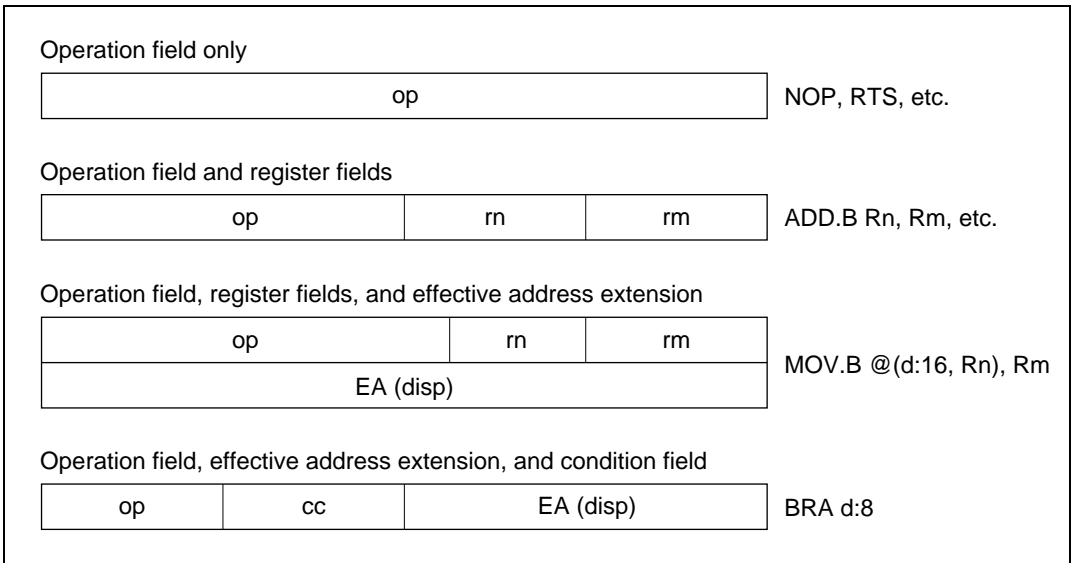 Operation field only
op NOP, RTS, etc.
Operation field and register fields
op rn rm ADD.B Rn, Rm, etc.
Operation field, register fields, and effective address extension
op rn rm
EA (disp)
MOV.B @(d:16, Rn), Rm
Operation field, effective address extension, and condition field
op cc EA (disp) BRA d:8